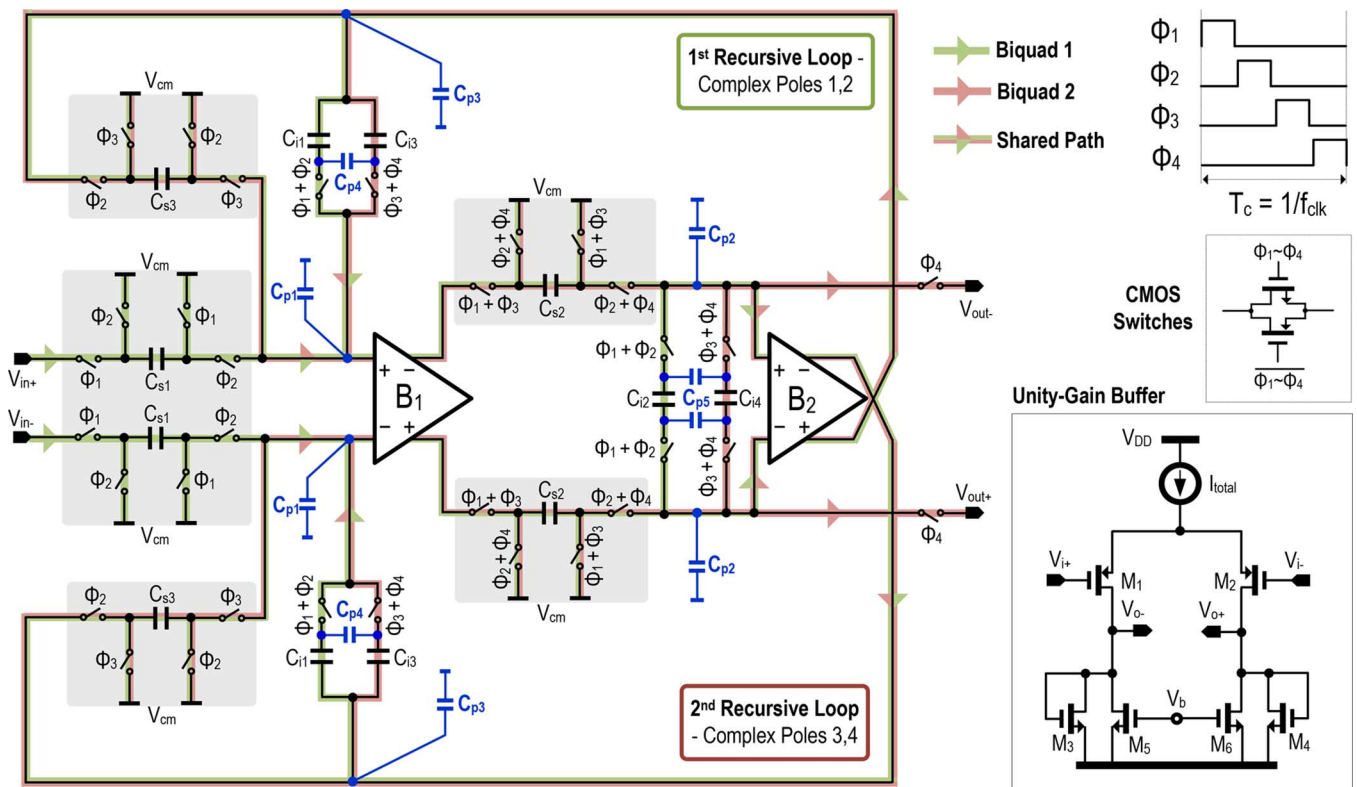 1st Recursive Loop -
Complex Poles 1,2
Biquad 1
Biquad 2
Shared Path
Φ1
Φ2
Φ3
Φ4
Tc = 1/fclk
Vcm
Φ3
Φ2
Φ2
Cs3
Φ3
Cp3
Ci1
Ci3
Φ1 + Φ2
Cp4
Φ3 + Φ4
Vcm
Φ2
Φ1
Vin+
Φ1
Cs1
Φ2
Cp1
Vcm
Φ2 + Φ4
Φ1 + Φ3
Φ1 + Φ3
Cs2
Φ2 + Φ4
Cp2
Φ4
Vout-
Vin-
Φ1
Cs1
Φ2
Φ2
Φ1
Vcm
Cp1
+ −
B1
− +
Φ1 + Φ2
Φ3 + Φ4
Ci2
Cp5
Ci4
Φ1 + Φ2
Φ3 + Φ4
+ −
B2
− +
Φ1 + Φ3
Cs2
Φ2 + Φ4
Φ2 + Φ4
Φ1 + Φ3
Vcm
Cp2
Vout+
Φ4
Φ2
Cs3
Φ3
Φ3
Φ2
Vcm
Φ1 + Φ2
Cp4
Φ3 + Φ4
Ci1
Ci3
Cp3
2nd Recursive Loop
- Complex Poles 3,4
CMOS
Switches
Φ1~Φ4
Φ1~Φ4
Unity-Gain Buffer
VDD
Itotal
Vi+
M1
M2
Vi-
Vo-
Vo+
Vb
M3
M5
M6
M4